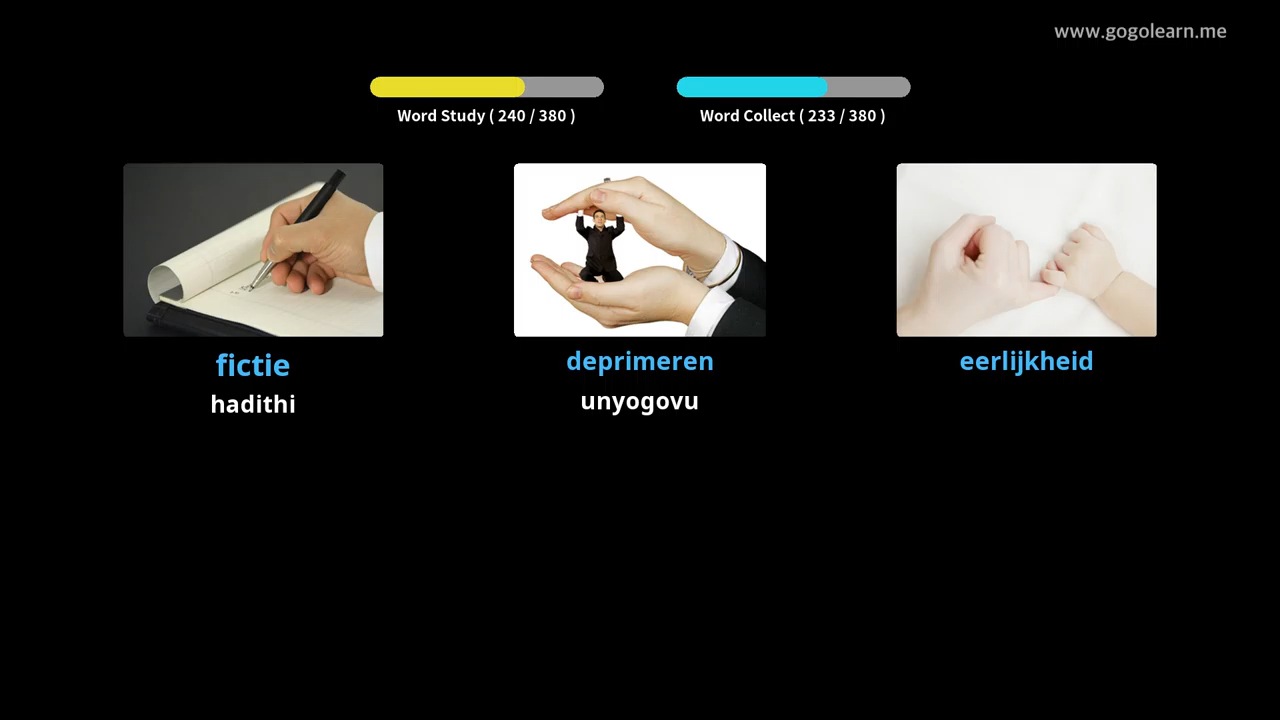 www.gogolearn.me
Word Study ( 240 / 380 )
Word Collect ( 233 / 380 )
fictie
hadithi
deprimeren
unyogovu
eerlijkheid